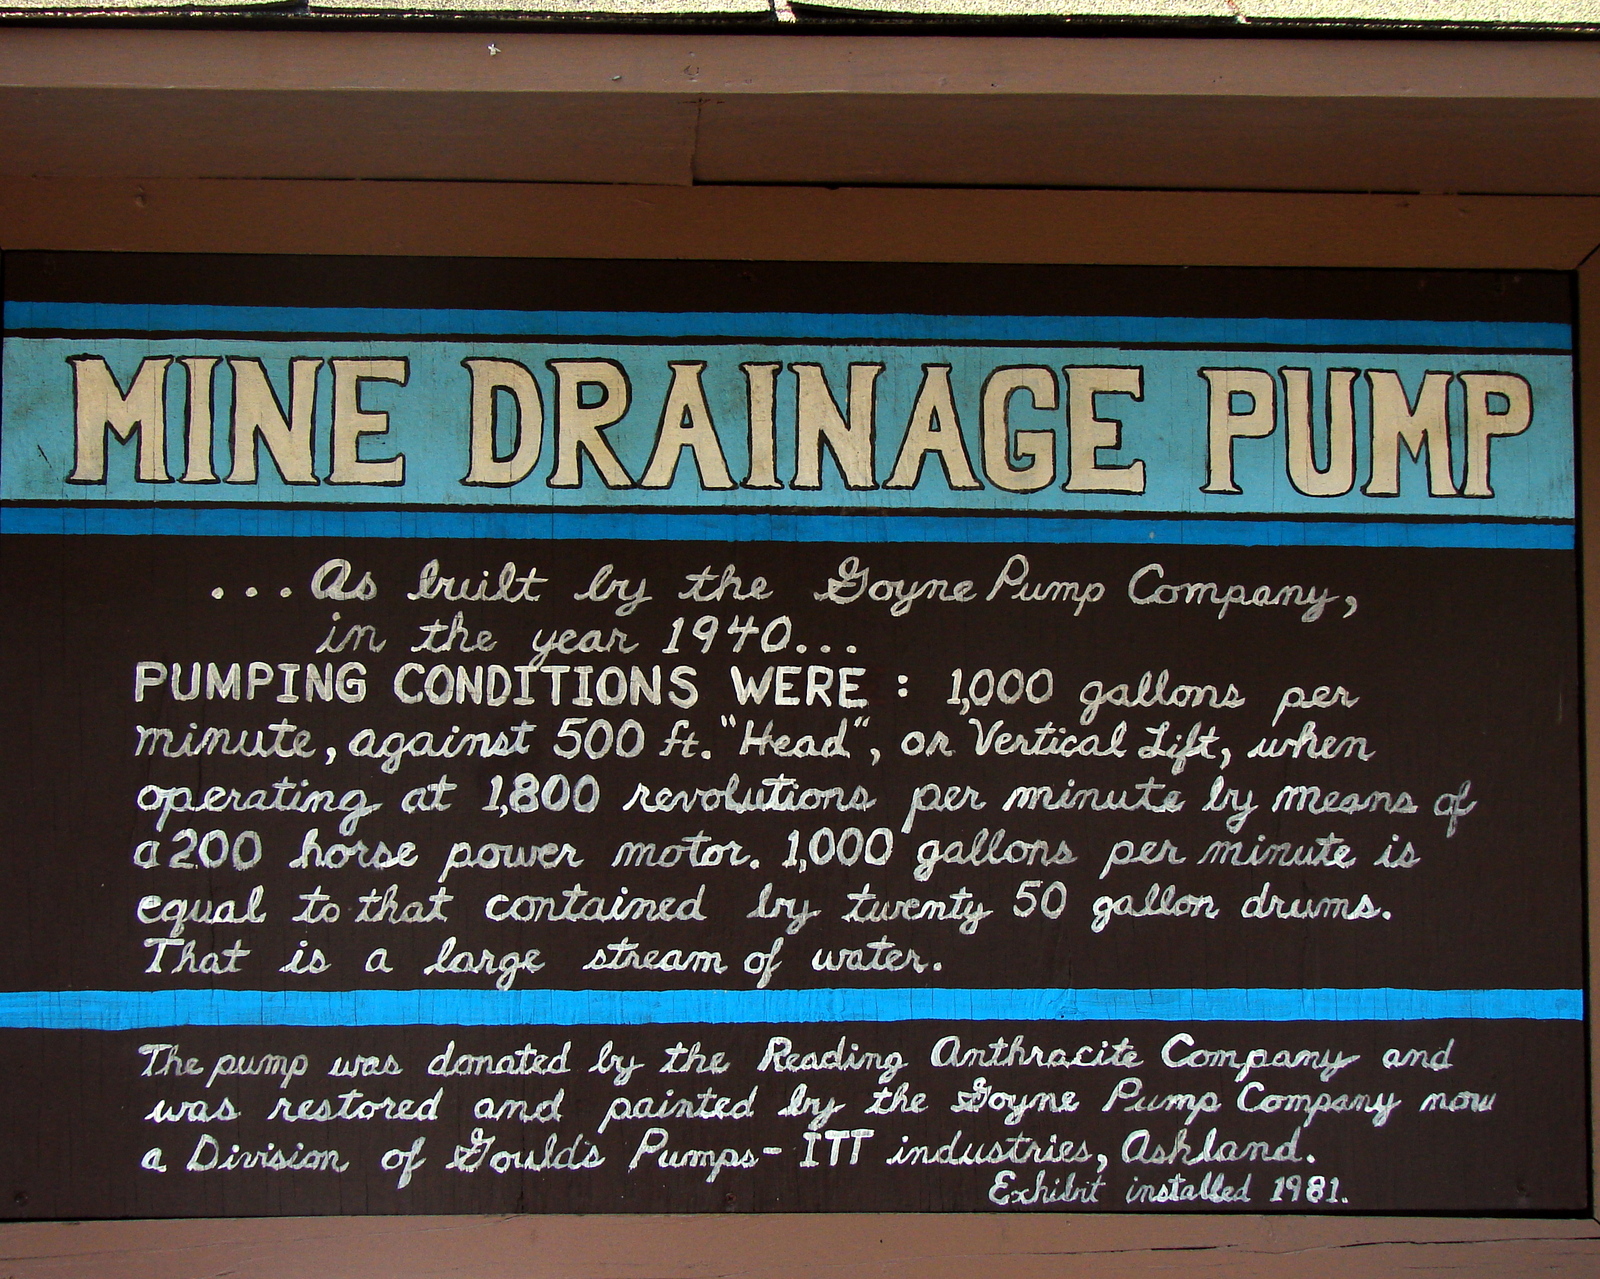 MINE DRAINAGE PUMP
...As built by the Goyne Pump Company,
in the year 1940...
PUMPING CONDITIONS WERE : 1,000 gallons per
minute, against 500 ft. "Head", or Vertical Lift, when
operating at 1,800 revolutions per minute by means of
a 200 horse power motor. 1,000 gallons per minute is
equal to that contained by twenty 50 gallon drums.
That is a large stream of water.
The pump was donated by the Reading Anthracite Company and
was restored and painted by the Goyne Pump Company now
a Division of Gould's Pumps- ITT industries, Ashland.
Exhibit installed 1981.